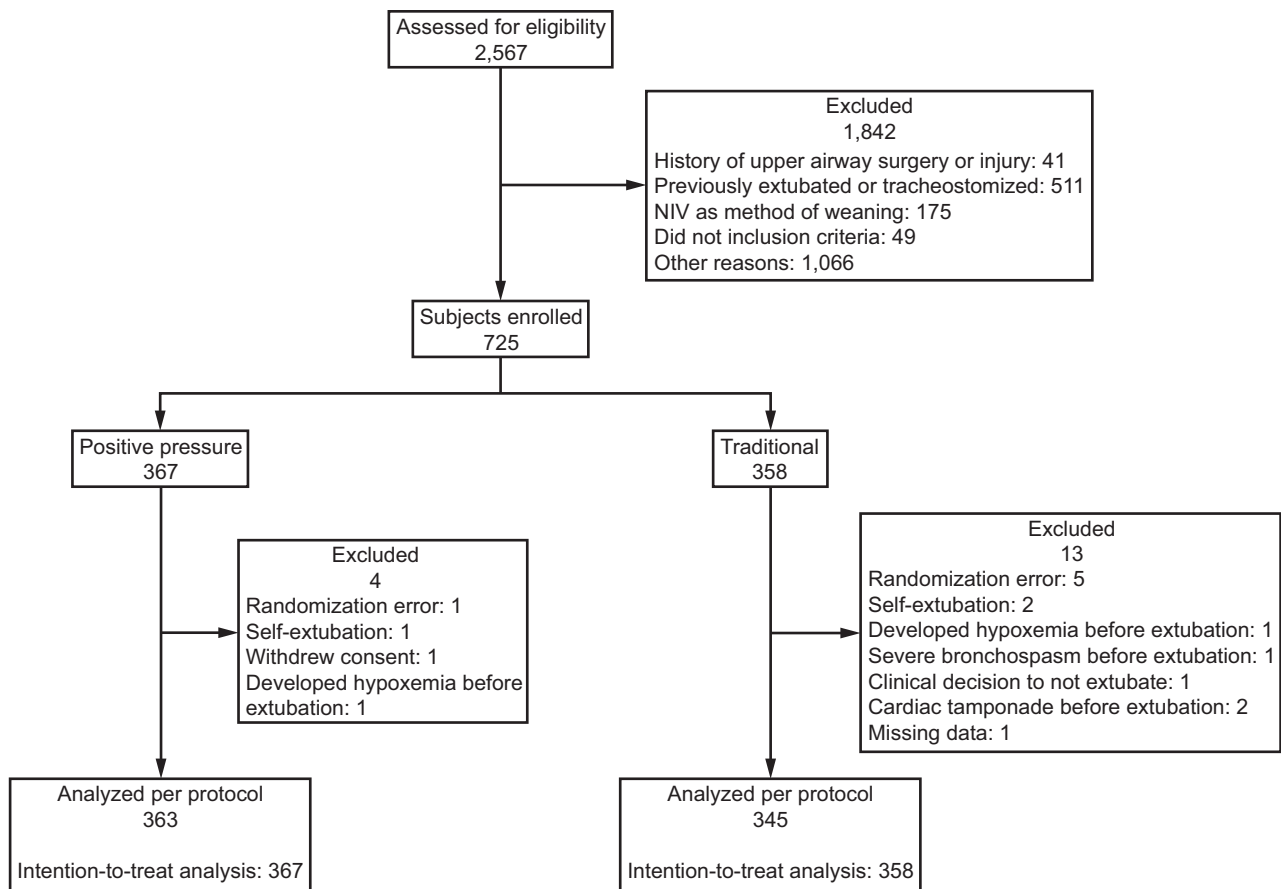 Assessed for eligibility
2,567
Excluded
1,842
History of upper airway surgery or injury: 41
Previously extubated or tracheostomized: 511
NIV as method of weaning: 175
Did not inclusion criteria: 49
Other reasons: 1,066
Subjects enrolled
725
Positive pressure
367
Traditional
358
Excluded
4
Randomization error: 1
Self-extubation: 1
Withdrew consent: 1
Developed hypoxemia before
extubation: 1
Excluded
13
Randomization error: 5
Self-extubation: 2
Developed hypoxemia before extubation: 1
Severe bronchospasm before extubation: 1
Clinical decision to not extubate: 1
Cardiac tamponade before extubation: 2
Missing data: 1
Analyzed per protocol
363
Intention-to-treat analysis: 367
Analyzed per protocol
345
Intention-to-treat analysis: 358